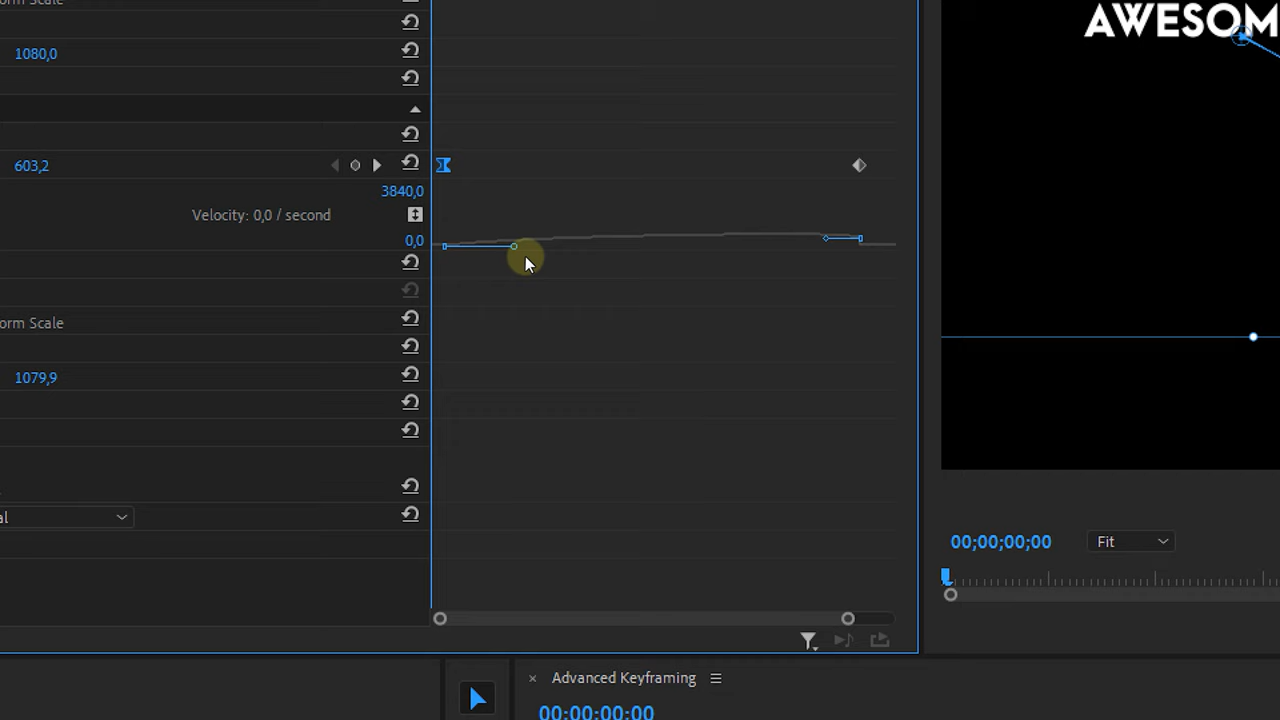 orm Scale
AWESOM
1080,0
603,2
3840,0
Velocity: 0,0 / second
0,0
orm Scale
1079,9
al
00;00;00;00
Fit
× Advanced Keyframing
00:00:00:00